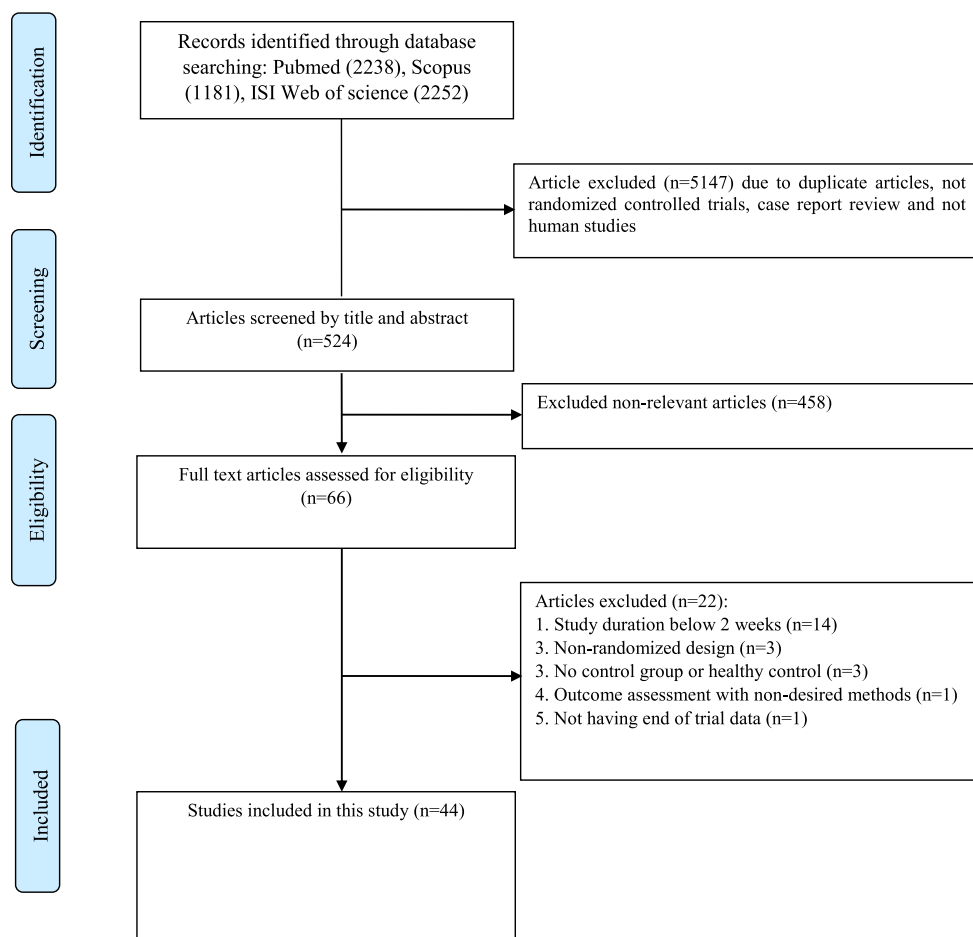 Identification
Records identified through database
searching: Pubmed (2238), Scopus
(1181), ISI Web of science (2252)
Article excluded (n=5147) due to duplicate articles, not
randomized controlled trials, case report review and not
human studies
Screening
Articles screened by title and abstract
(n=524)
Excluded non-relevant articles (n=458)
Eligibility
Full text articles assessed for eligibility
(n=66)
Articles excluded (n=22):
1. Study duration below 2 weeks (n=14)
3. Non-randomized design (n=3)
3. No control group or healthy control (n=3)
4. Outcome assessment with non-desired methods (n=1)
5. Not having end of trial data (n=1)
Included
Studies included in this study (n=44)